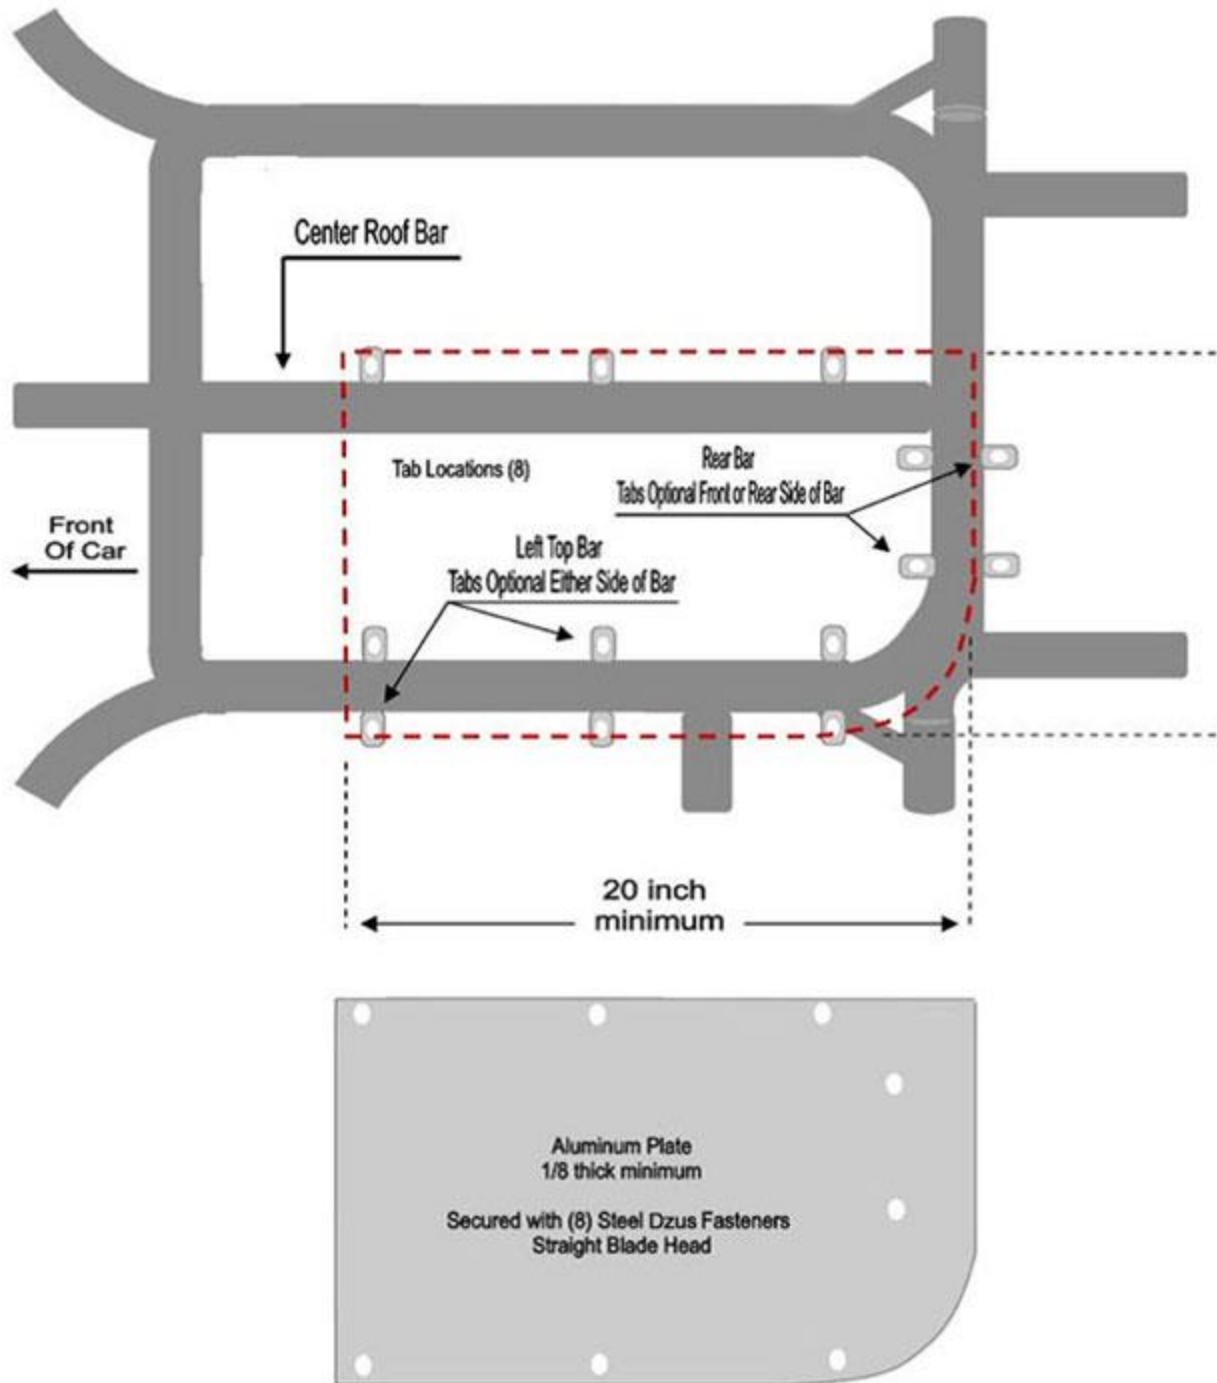 Center Roof Bar
Tab Locations (8)
Rear Bar
Tabs Optional Front or Rear Side of Bar
Front
Of Car
Left Top Bar
Tabs Optional Either Side of Bar
20 inch
minimum
Aluminum Plate
1/8 thick minimum
Secured with (8) Steel Dzus Fasteners
Straight Blade Head